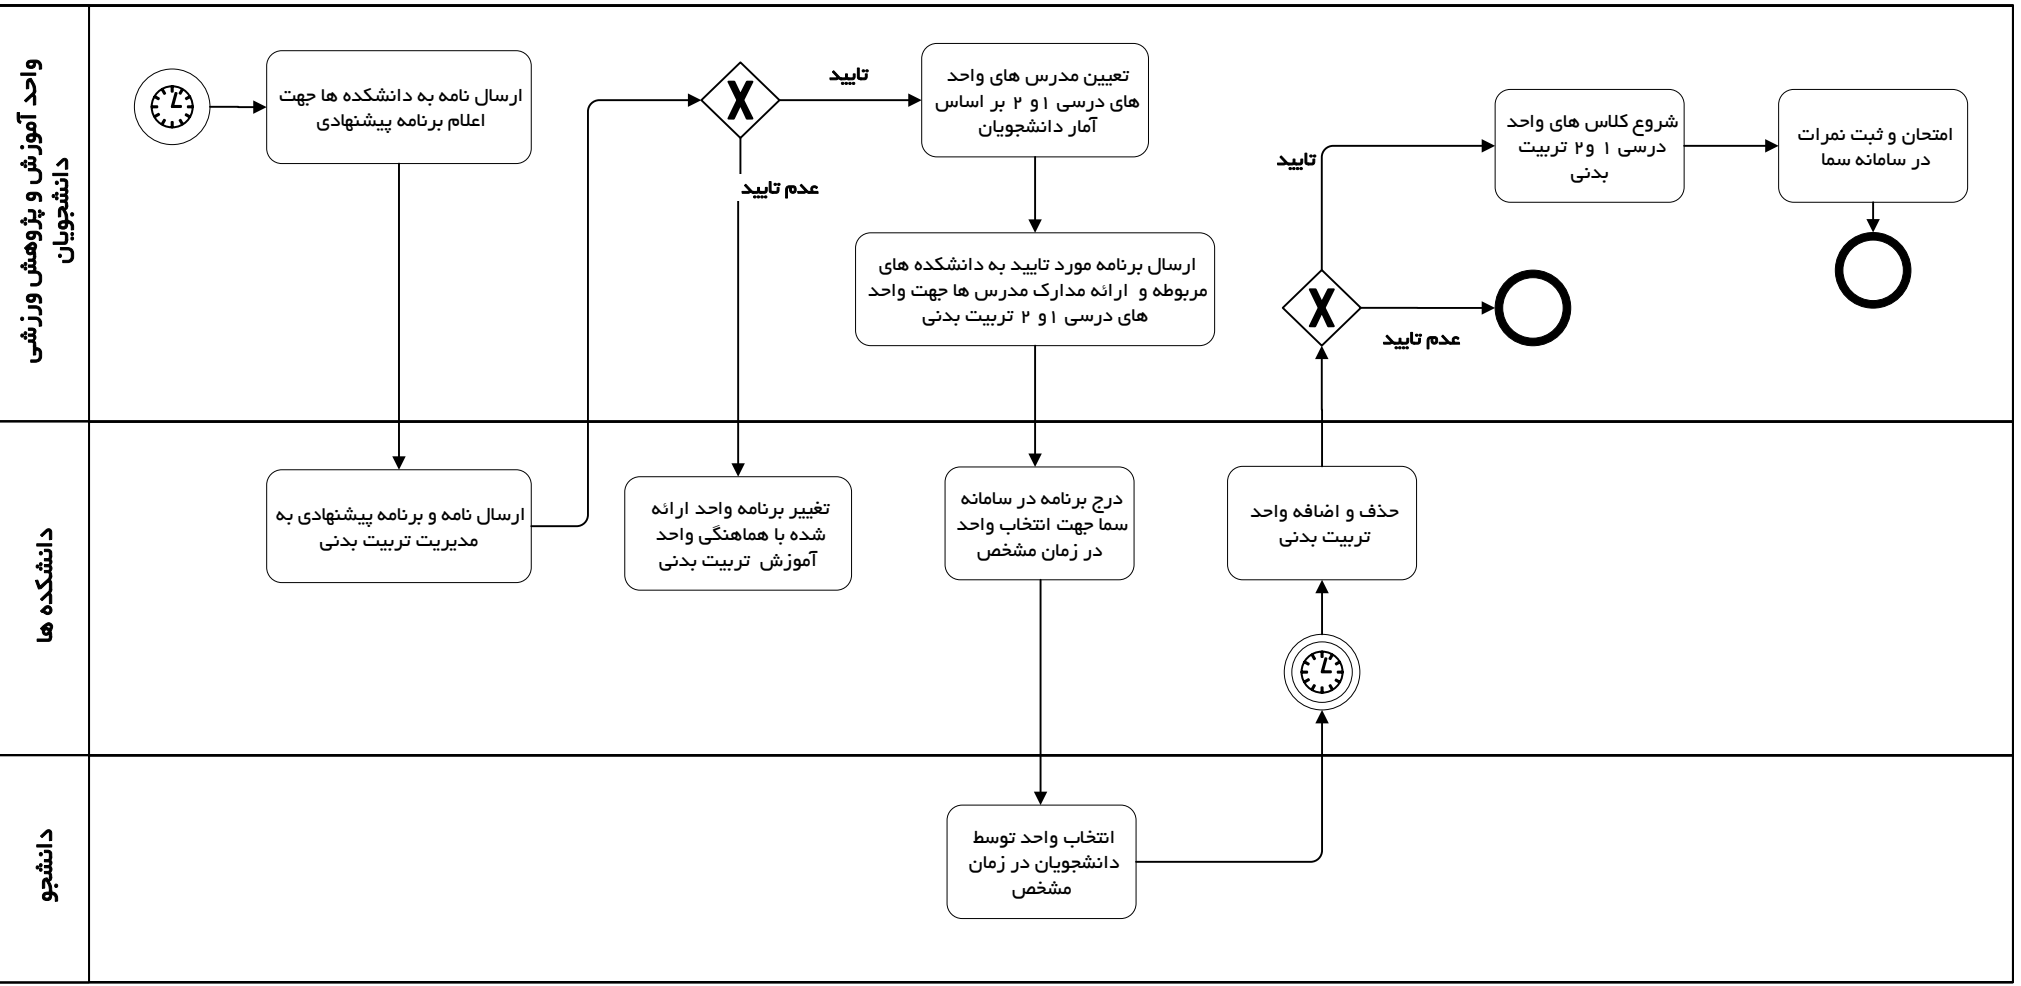 واحد آموزش و پژوهش ورزشی
دانشجویان
ارسال نامه به دانشکده ها جهت
اعلام برنامه پیشنهادی
تایید
عدم تایید
تعیین مدرس های واحد
های درسی ۱و ۲ بر اساس
آمار دانشجویان
ارسال برنامه مورد تایید به دانشکده های
مربوطه و ارائه مدارک مدرس ها جهت واحد
های درسی ۱و ۲ تربیت بدنی
تایید
عدم تایید
شروع کلاس های واحد
درسی ۱ و۲ تربیت
بدنی
امتحان و ثبت نمرات
در سامانه سما
دانشکده ها
ارسال نامه و برنامه پیشنهادی به
مدیریت تربیت بدنی
تغییر برنامه واحد ارائه
شده با هماهنگی واحد
آموزش تربیت بدنی
درج برنامه در سامانه
سما جهت انتخاب واحد
در زمان مشخص
حذف و اضافه واحد
تربیت بدنی
دانشجو
انتخاب واحد توسط
دانشجویان در زمان
مشخص